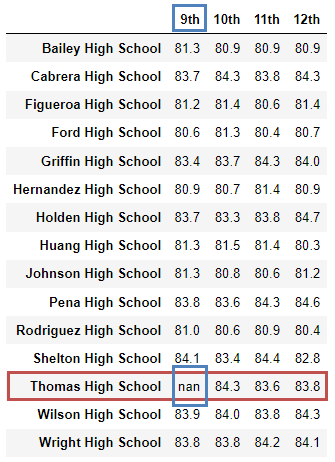 9th 10th 11th 12th
Bailey High School 81.3 80.9 80.9 80.9
Cabrera High School 83.7 84.3 83.8 84.3
Figueroa High School 81.2 81.4 80.6 81.4
Ford High School 80.6 81.3 80.4 80.7
Griffin High School 83.4 83.7 84.3 84.0
Hernandez High School 80.9 80.7 81.4 80.9
Holden High School 83.7 83.3 83.8 84.7
Huang High School 81.3 81.5 81.4 80.3
Johnson High School 81.3 80.8 80.6 81.2
Pena High School 83.8 83.6 84.3 84.6
Rodriguez High School 81.0 80.6 80.9 80.4
Shelton High School 84.1 83.4 84.4 82.8
Thomas High School nan 84.3 83.6 83.8
Wilson High School 83.9 84.0 83.8 84.3
Wright High School 83.8 83.8 84.2 84.1